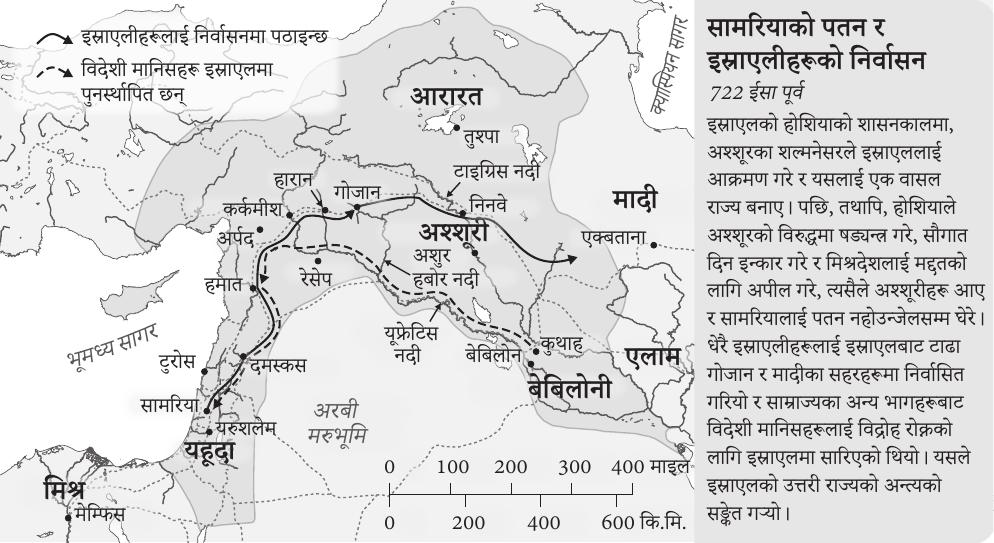 इस्राएलीहरूलाई निर्वासनमा पठाइन्छ
विदेशी मानिसहरू इस्राएलमा
पुनर्स्थापित छन्
क्यास्पियन सागर
आरारत
तुश्पा
टाइग्रिस नदी
हारान
गोजान
मादी
कर्कमीश
निनवे
अर्पद
अश्शूरी
एक्बताना
अशुर
रेसेप
हबोर नदी
हमात
भूमध्य सागर
यूफ्रेटिस
नदी
बेबिलोन
कुथाह
एलाम
टुरोस
दमस्कस
बेबिलोनी
सामरिया
अरबी
मरुभूमि
यरुशलेम
यहूदा
मिश्र
मेम्फिस
0 100 200 300 400 माइल
0 200 400 600 कि.मि.
सामरियाको पतन र
इस्राएलीहरूको निर्वासन
722 ईसा पूर्व
इस्राएलको होशियाको शासनकालमा,
अश्शूरका शल्मनेसरले इस्राएललाई
आक्रमण गरे र यसलाई एक वासल
राज्य बनाए। पछि, तथापि, होशियाले
अश्शूरको विरुद्धमा षड्यन्त्र गरे, सौगात
दिन इन्कार गरे र मिश्रदेशलाई मद्दतको
लागि अपील गरे, त्यसैले अश्शूरीहरू आए
र सामरियालाई पतन नहोउन्जेलसम्म घेरे।
धेरै इस्राएलीहरूलाई इस्राएलबाट टाढा
गोजान र मादीका सहरहरूमा निर्वासित
गरियो र साम्राज्यका अन्य भागहरूबाट
विदेशी मानिसहरूलाई विद्रोह रोक्नको
लागि इस्राएलमा सारिएको थियो। यसले
इस्राएलको उत्तरी राज्यको अन्त्यको
सङ्केत गर्‍यो।